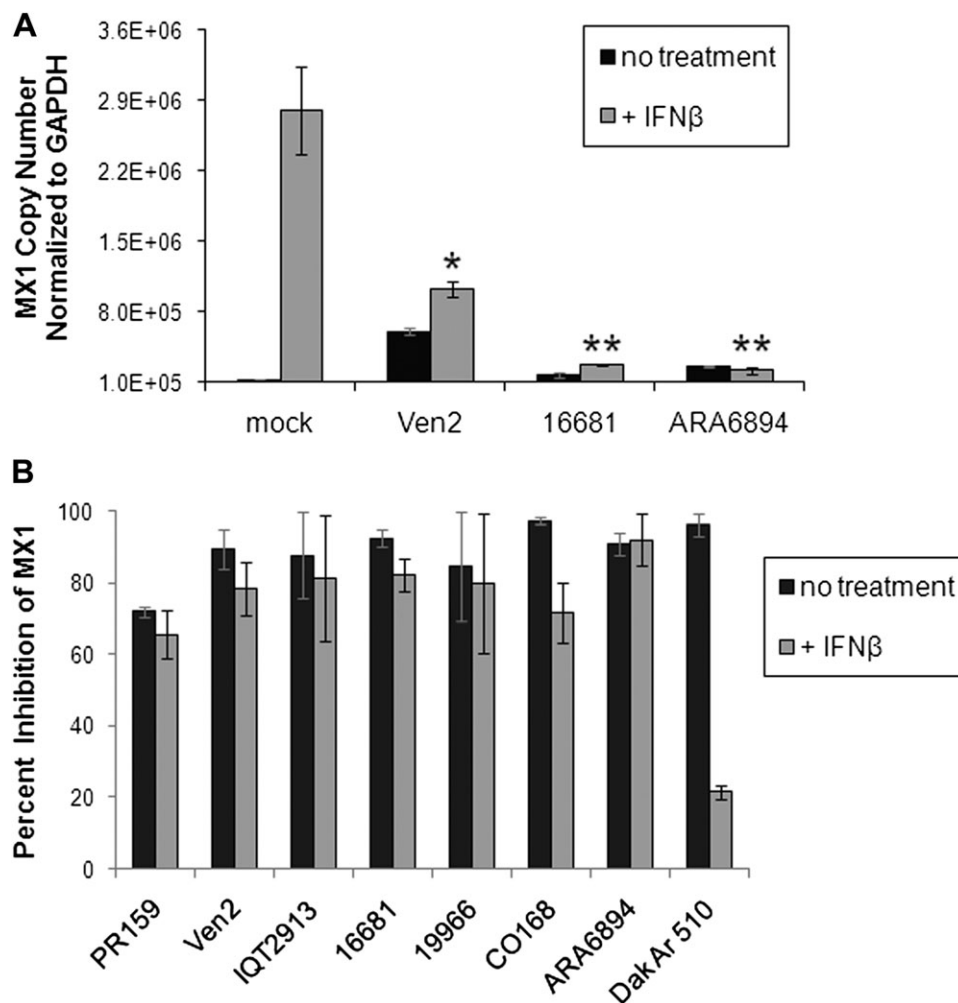 A
MX1 Copy Number
Normalized to GAPDH
3.6E+06
2.9E+06
2.2E+06
1.5E+06
8.0E+05
1.0E+05
no treatment
+ IFNβ
*
**
**
mock Ven2 16681 ARA6894
B
Percent Inhibition of MX1
100
80
60
40
20
0
no treatment
+ IFNβ
PR159 Ven2 IQT2913 16681 19966 CO168 ARA6894 DakAr 510